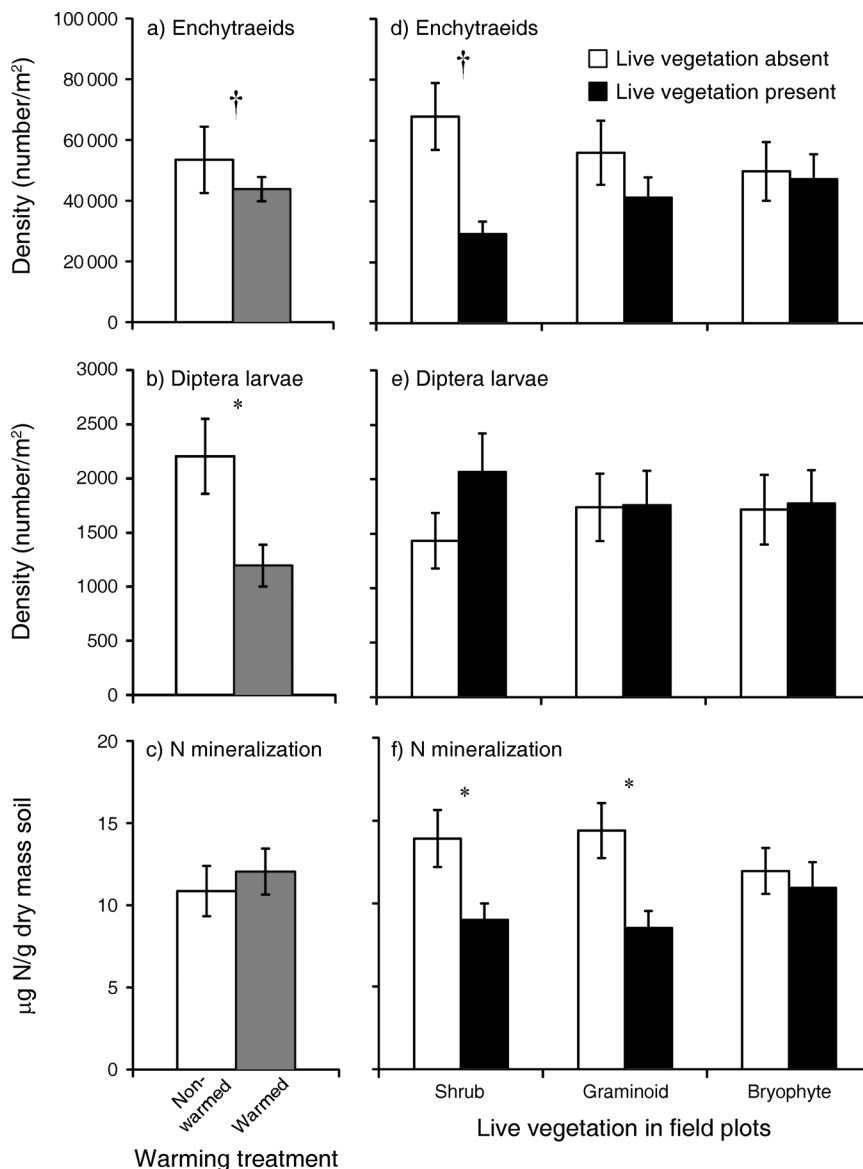 a) Enchytraeids
100 000
80 000
60 000
40 000
20 000
0
Density (number/m²)
†
d) Enchytraeids
†
Live vegetation absent
Live vegetation present
b) Diptera larvae
3000
2500
2000
1500
1000
500
0
Density (number/m²)
*
e) Diptera larvae
c) N mineralization
20
15
10
5
0
µg N/g dry mass soil
Non-
warmed
Warmed
Warming treatment
f) N mineralization
*
*
Shrub
Graminoid
Bryophyte
Live vegetation in field plots